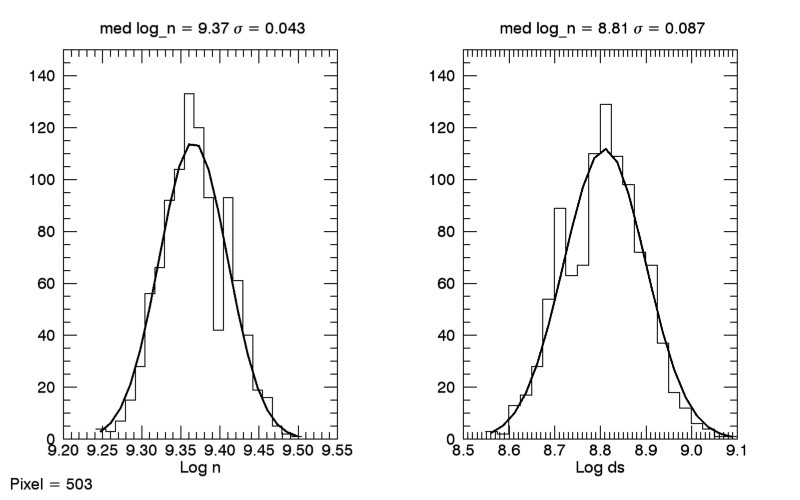 med log_n = 9.37 σ = 0.043
med log_n = 8.81 σ = 0.087
140
120
100
80
60
40
20
0
9.20 9.25 9.30 9.35 9.40 9.45 9.50 9.55
Log n
140
120
100
80
60
40
20
0
8.5 8.6 8.7 8.8 8.9 9.0 9.1
Log ds
Pixel = 503